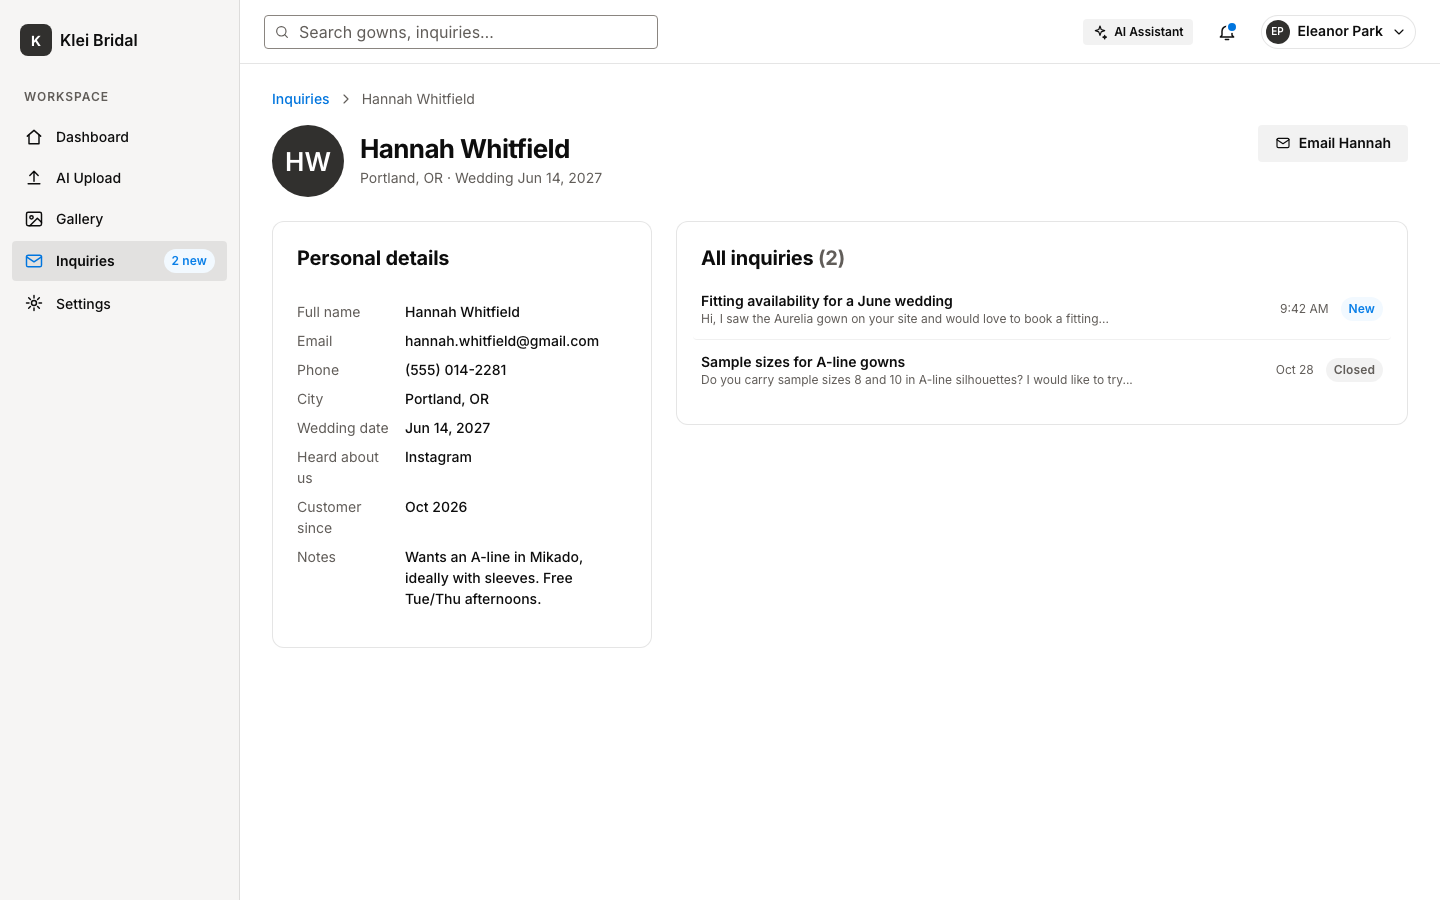 K
Klei Bridal
Search gowns, inquiries...
AI Assistant
EP
Eleanor Park
WORKSPACE
Dashboard
AI Upload
Gallery
Inquiries
2 new
Settings
Inquiries
Hannah Whitfield
HW
Hannah Whitfield
Portland, OR · Wedding Jun 14, 2027
Email Hannah
Personal details
Full name
Hannah Whitfield
Email
hannah.whitfield@gmail.com
Phone
(555) 014-2281
City
Portland, OR
Wedding date
Jun 14, 2027
Heard about
us
Instagram
Customer
since
Oct 2026
Notes
Wants an A-line in Mikado,
ideally with sleeves. Free
Tue/Thu afternoons.
All inquiries (2)
Fitting availability for a June wedding
Hi, I saw the Aurelia gown on your site and would love to book a fitting...
9:42 AM
New
Sample sizes for A-line gowns
Do you carry sample sizes 8 and 10 in A-line silhouettes? I would like to try...
Oct 28
Closed